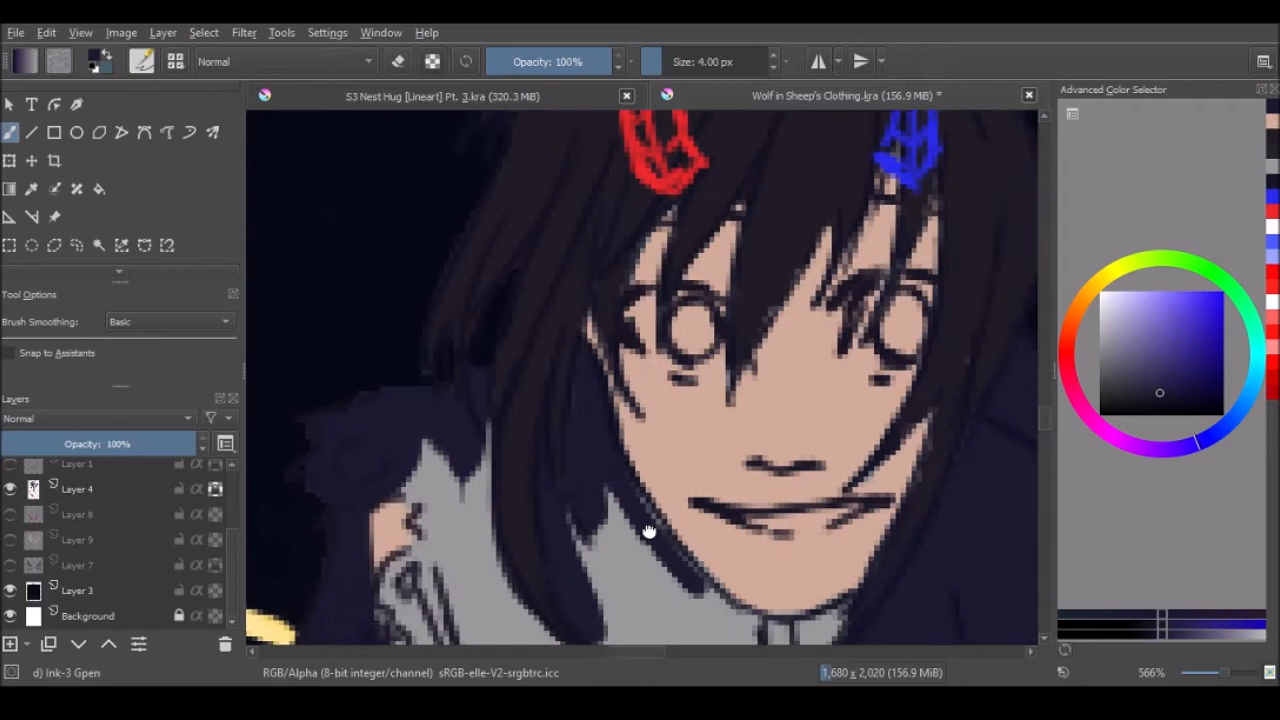 File Edit View Image Layer Select Filter Tools Settings Window Help
Normal Opacity: 100% Size: 4.00 px
S3 Nest Hug [Lineart] Pt. 3.kra (320.3 MiB) Wolf in Sheep's Clothing.kra (156.9 MiB) *
Advanced Color Selector
Tool Options
Brush Smoothing: Basic
Snap to Assistants
Layers
Normal
Opacity: 100%
Layer 1
Layer 4
Layer 8
Layer 9
Layer 7
Layer 3
Background
d) Ink-3 Gpen RGB/Alpha (8-bit integer/channel) sRGB-elle-V2-srgbtrc.icc 1,680 x 2,020 (156.9 MiB) 566%